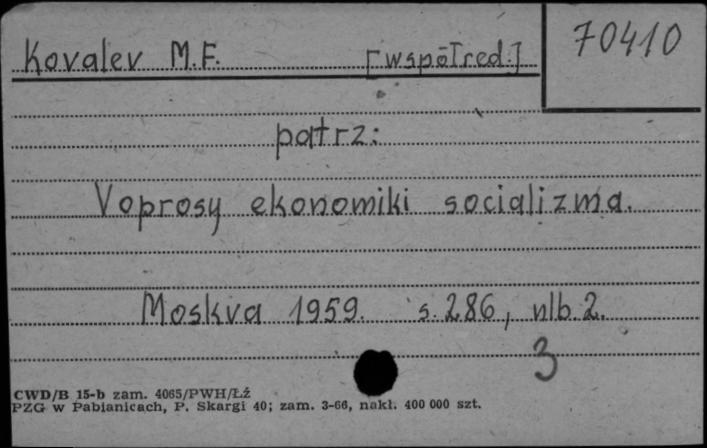 70410
Kovalev M.F. [współred.]
patrz:
Voprosy ekonomiki socializma.
Moskva 1959. s. 286, nlb 2.
3
CWD/B 15-b zam. 4065/PWH/Łź
PZG w Pabianicach, P. Skargi 40; zam. 3-66, nakł. 400 000 szt.